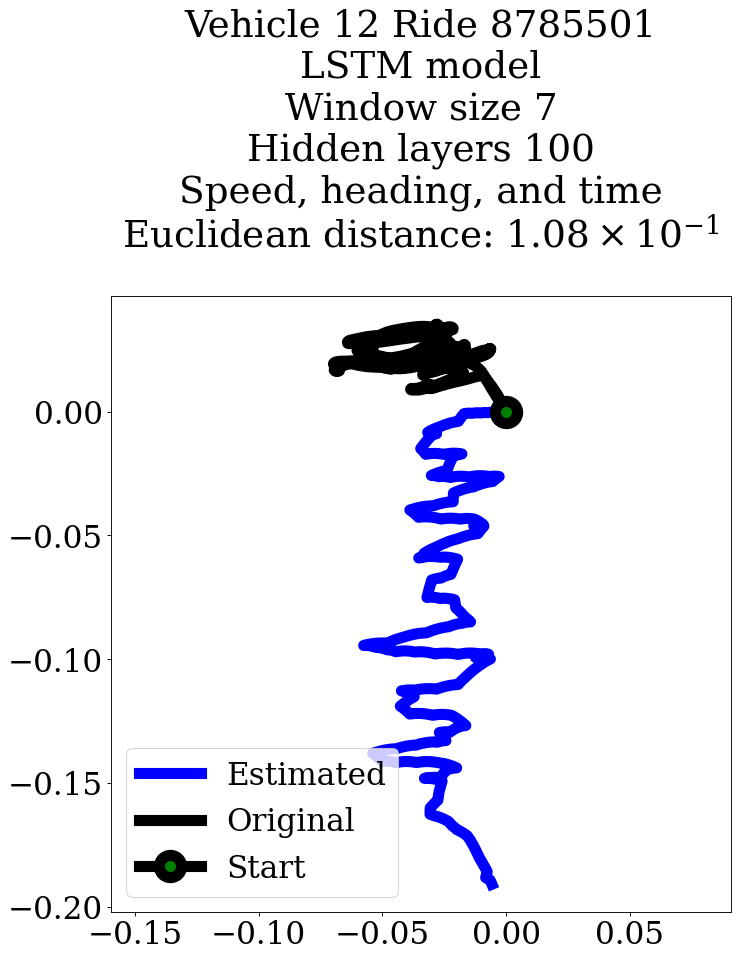 Vehicle 12 Ride 8785501
LSTM model
Window size 7
Hidden layers 100
Speed, heading, and time
Euclidean distance: 1.08 × 10⁻¹
0.00
−0.05
−0.10
−0.15
−0.20
Estimated
Original
Start
−0.15 −0.10 −0.05 0.00 0.05